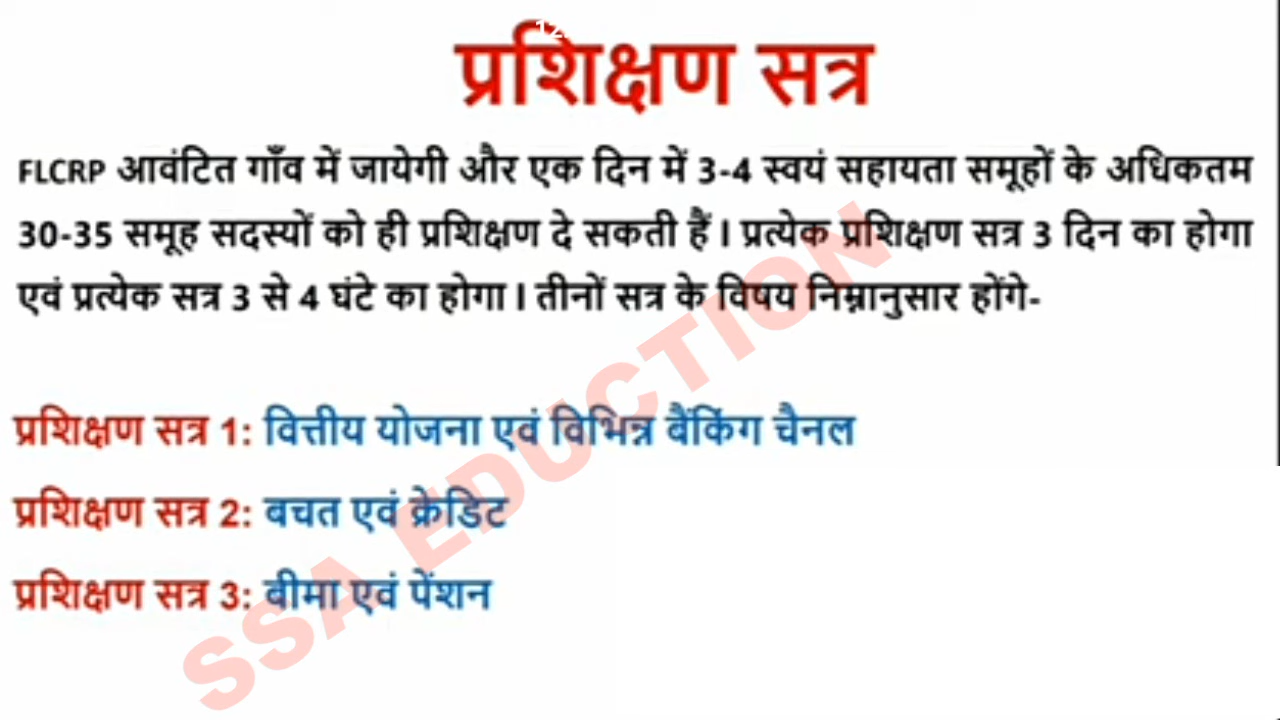 प्रशिक्षण सत्र
FLCRP आवंटित गाँव में जायेगी और एक दिन में 3-4 स्वयं सहायता समूहों के अधिकतम
30-35 समूह सदस्यों को ही प्रशिक्षण दे सकती हैं I प्रत्येक प्रशिक्षण सत्र 3 दिन का होगा
एवं प्रत्येक सत्र 3 से 4 घंटे का होगा I तीनों सत्र के विषय निम्नानुसार होंगे-
प्रशिक्षण सत्र 1: वित्तीय योजना एवं विभिन्न बैंकिंग चैनल
प्रशिक्षण सत्र 2: बचत एवं क्रेडिट
प्रशिक्षण सत्र 3: बीमा एवं पेंशन
SSA EDUCTION